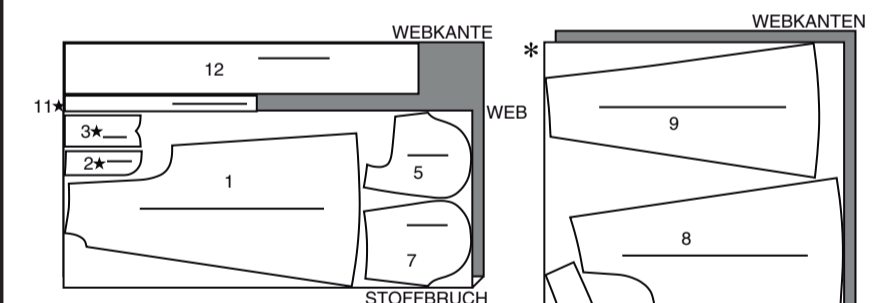 WEBKANTE
WEBKANTEN
*
12
11★
WEB
3★
9
2★
1
5
8
7
STOFFBRUCH